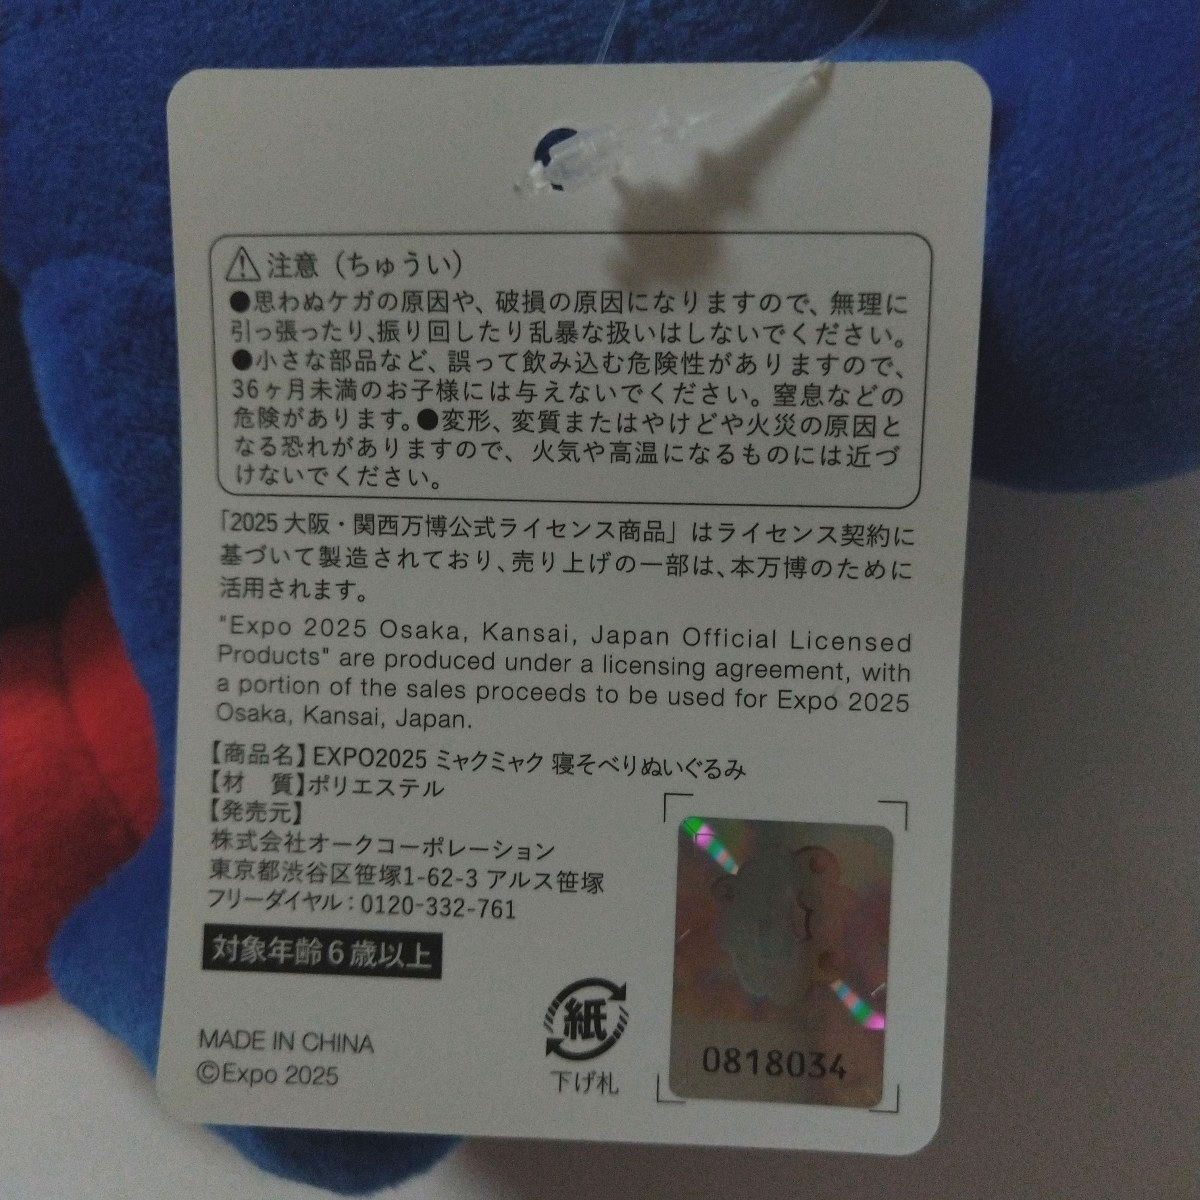 ⚠注意（ちゅうい）
●思わぬケガの原因や、破損の原因になりますので、無理に
引っ張ったり、振り回したり乱暴な扱いはしないでください。
●小さな部品など、誤って飲み込む危険性がありますので、
36ヶ月未満のお子様には与えないでください。窒息などの
危険があります。●変形、変質またはやけどや火災の原因と
なる恐れがありますので、火気や高温になるものには近づ
けないでください。
「2025 大阪・関西万博公式ライセンス商品」はライセンス契約に
基づいて製造されており、売り上げの一部は、本万博のために
活用されます。
"Expo 2025 Osaka, Kansai, Japan Official Licensed
Products" are produced under a licensing agreement, with
a portion of the sales proceeds to be used for Expo 2025
Osaka, Kansai, Japan.
【商品名】EXPO2025 ミャクミャク 寝そべりぬいぐるみ
【材　質】ポリエステル
【発売元】
株式会社オークコーポレーション
東京都渋谷区笹塚1-62-3 アルス笹塚
フリーダイヤル：0120-332-761
対象年齢6歳以上
MADE IN CHINA
©Expo 2025
紙
下げ札
0818034